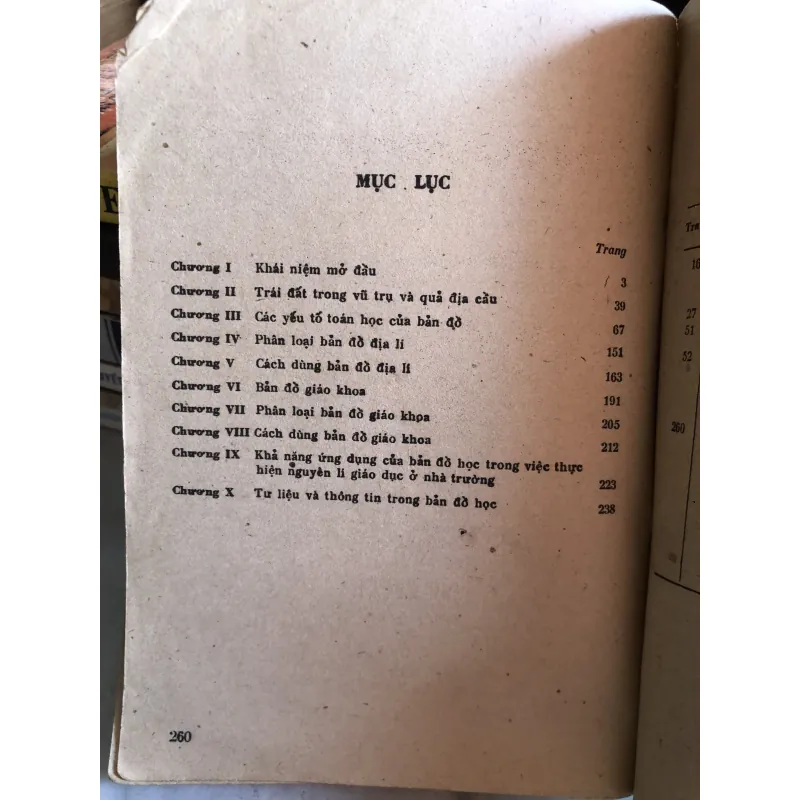 MỤC LỤC
Trang
Chương I Khái niệm mở đầu / 3
Chương II Trái đất trong vũ trụ và quả địa cầu 39
Chương III Các yếu tố toán học của bản đồ 67
Chương IV Phân loại bản đồ địa lí 151
Chương V Cách dùng bản đồ địa lí 163
Chương VI Bản đồ giáo khoa 191
Chương VII Phân loại bản đồ giáo khoa 205
Chương VIII Cách dùng bản đồ giáo khoa 212
Chương IX Khả năng ứng dụng của bản đồ học trong việc thực
hiện nguyên lí giáo dục ở nhà trường 223
Chương X Tư liệu và thông tin trong bản đồ học 238
260
10
27
51
52
260